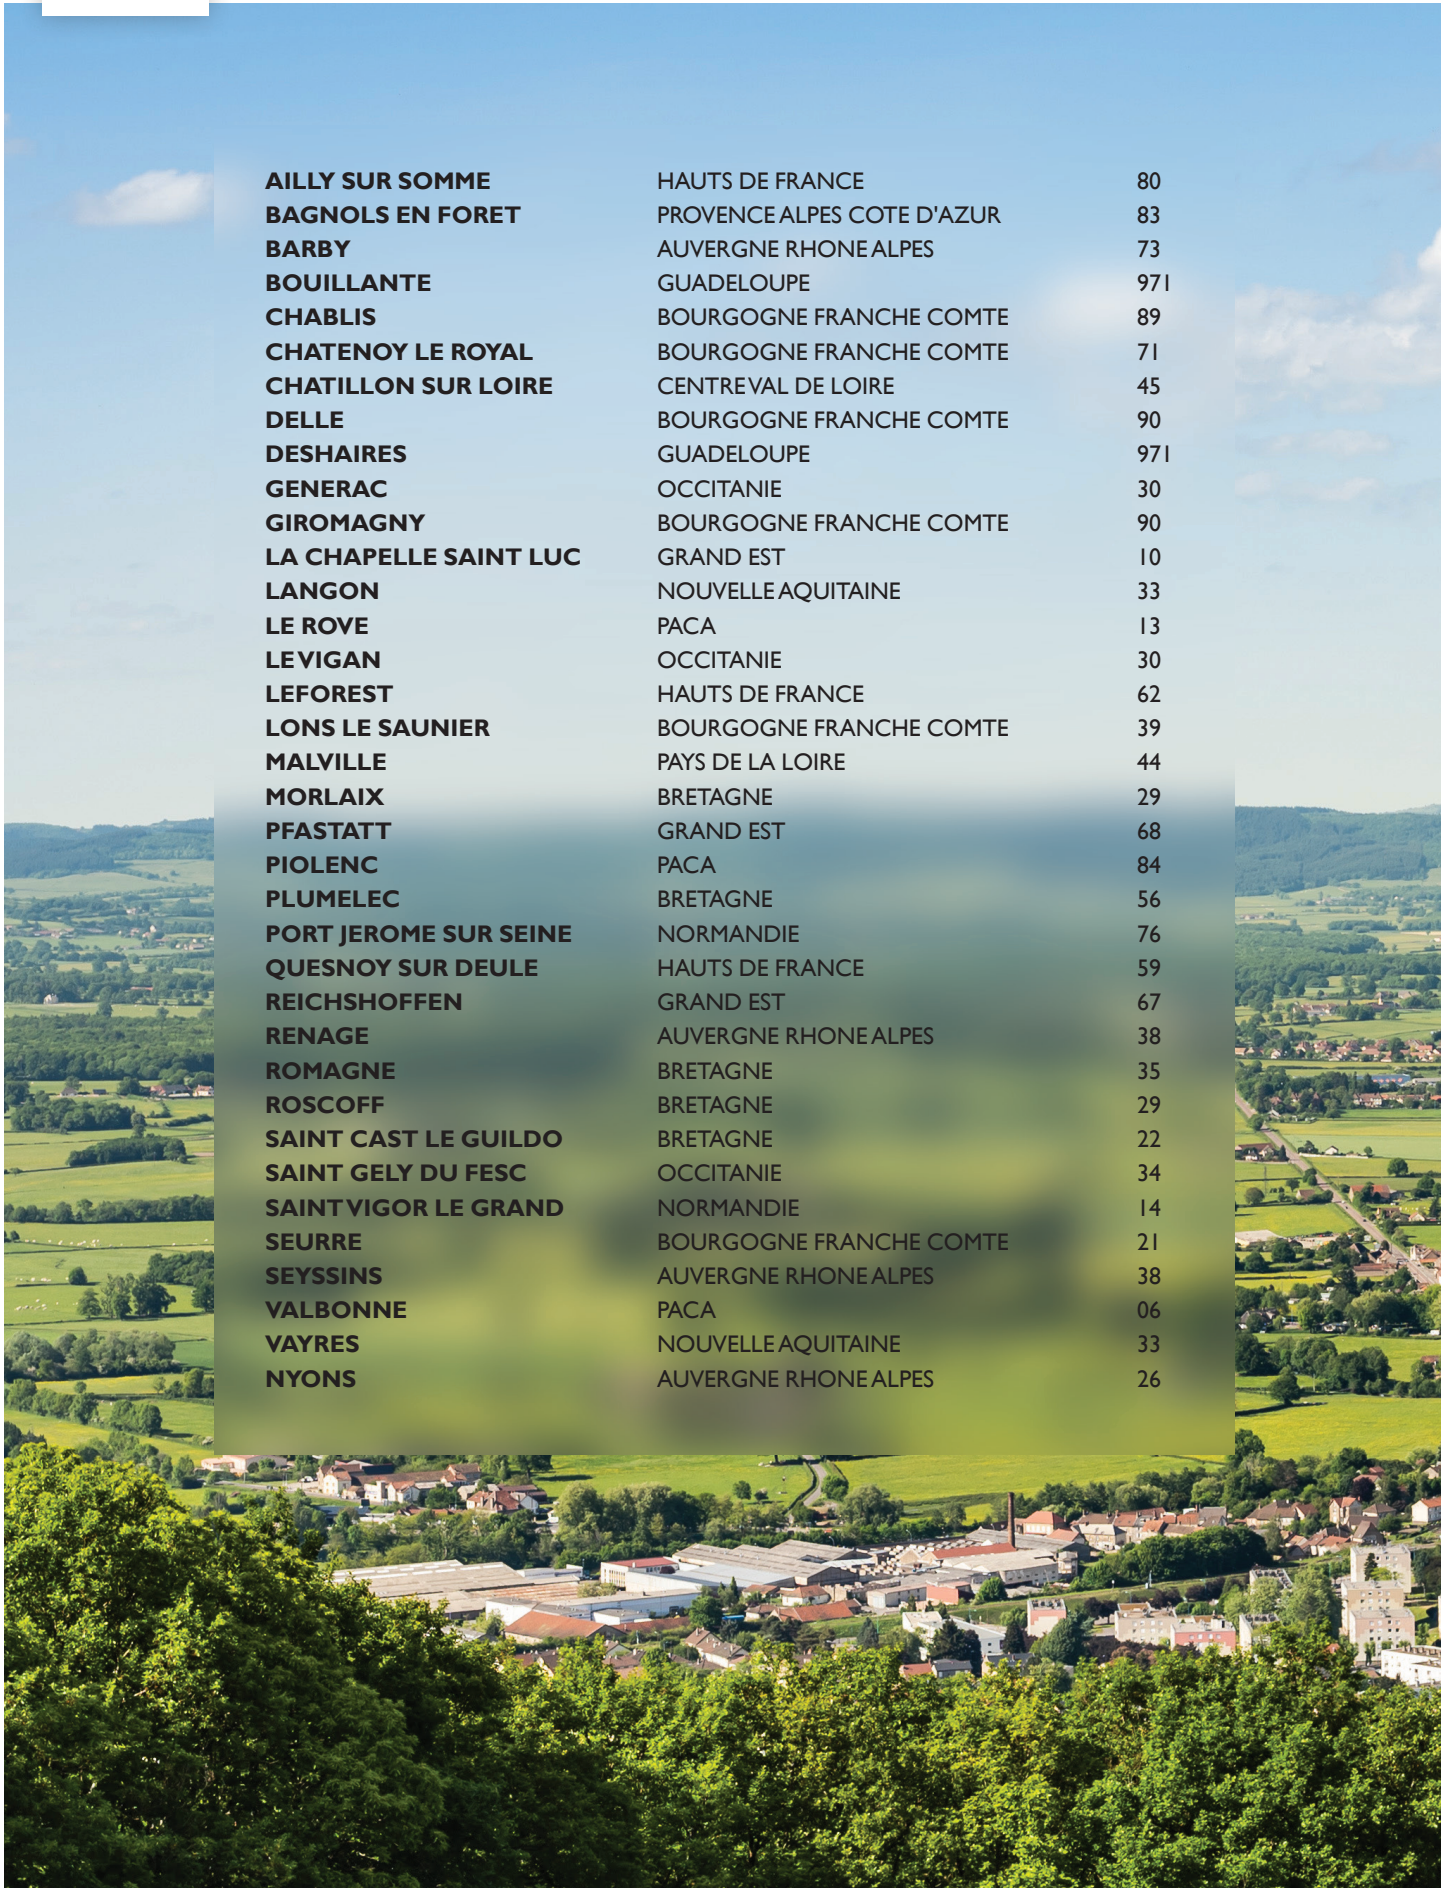 AILLY SUR SOMME HAUTS DE FRANCE 80
BAGNOLS EN FORET PROVENCE ALPES COTE D'AZUR 83
BARBY AUVERGNE RHONE ALPES 73
BOUILLANTE GUADELOUPE 971
CHABLIS BOURGOGNE FRANCHE COMTE 89
CHATENOY LE ROYAL BOURGOGNE FRANCHE COMTE 71
CHATILLON SUR LOIRE CENTRE VAL DE LOIRE 45
DELLE BOURGOGNE FRANCHE COMTE 90
DESHAIRES GUADELOUPE 971
GENERAC OCCITANIE 30
GIROMAGNY BOURGOGNE FRANCHE COMTE 90
LA CHAPELLE SAINT LUC GRAND EST 10
LANGON NOUVELLE AQUITAINE 33
LE ROVE PACA 13
LE VIGAN OCCITANIE 30
LEFOREST HAUTS DE FRANCE 62
LONS LE SAUNIER BOURGOGNE FRANCHE COMTE 39
MALVILLE PAYS DE LA LOIRE 44
MORLAIX BRETAGNE 29
PFASTATT GRAND EST 68
PIOLENC PACA 84
PLUMELEC BRETAGNE 56
PORT JEROME SUR SEINE NORMANDIE 76
QUESNOY SUR DEULE HAUTS DE FRANCE 59
REICHSHOFFEN GRAND EST 67
RENAGE AUVERGNE RHONE ALPES 38
ROMAGNE BRETAGNE 35
ROSCOFF BRETAGNE 29
SAINT CAST LE GUILDO BRETAGNE 22
SAINT GELY DU FESC OCCITANIE 34
SAINT VIGOR LE GRAND NORMANDIE 14
SEURRE BOURGOGNE FRANCHE COMTE 21
SEYSSINS AUVERGNE RHONE ALPES 38
VALBONNE PACA 06
VAYRES NOUVELLE AQUITAINE 33
NYONS AUVERGNE RHONE ALPES 26